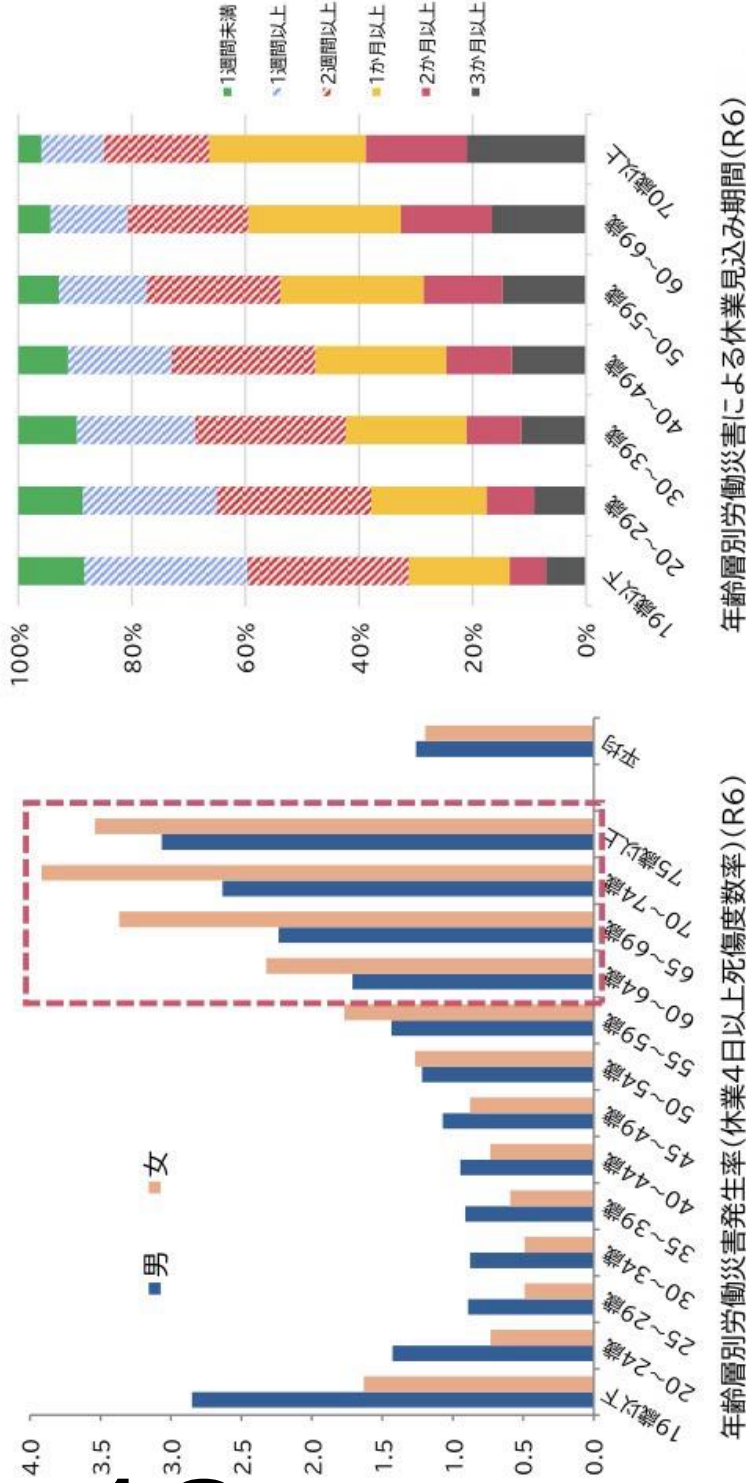 4.0
3.5
3.0
2.5
2.0
1.5
1.0
0.5
0.0
男
女
19歳以下
20~24歳
25~29歳
30~34歳
35~39歳
40~44歳
45~49歳
50~54歳
55~59歳
60~64歳
65~69歳
70~74歳
75歳以上
平均
年齢層別労働災害発生率(休業4日以上死傷度数率)(R6)
100%
80%
60%
40%
20%
0%
19歳以下
20~29歳
30~39歳
40~49歳
50~59歳
60~69歳
70歳以上
1週間未満
1週間以上
2週間以上
1か月以上
2か月以上
3か月以上
年齢層別労働災害による休業見込み期間(R6)